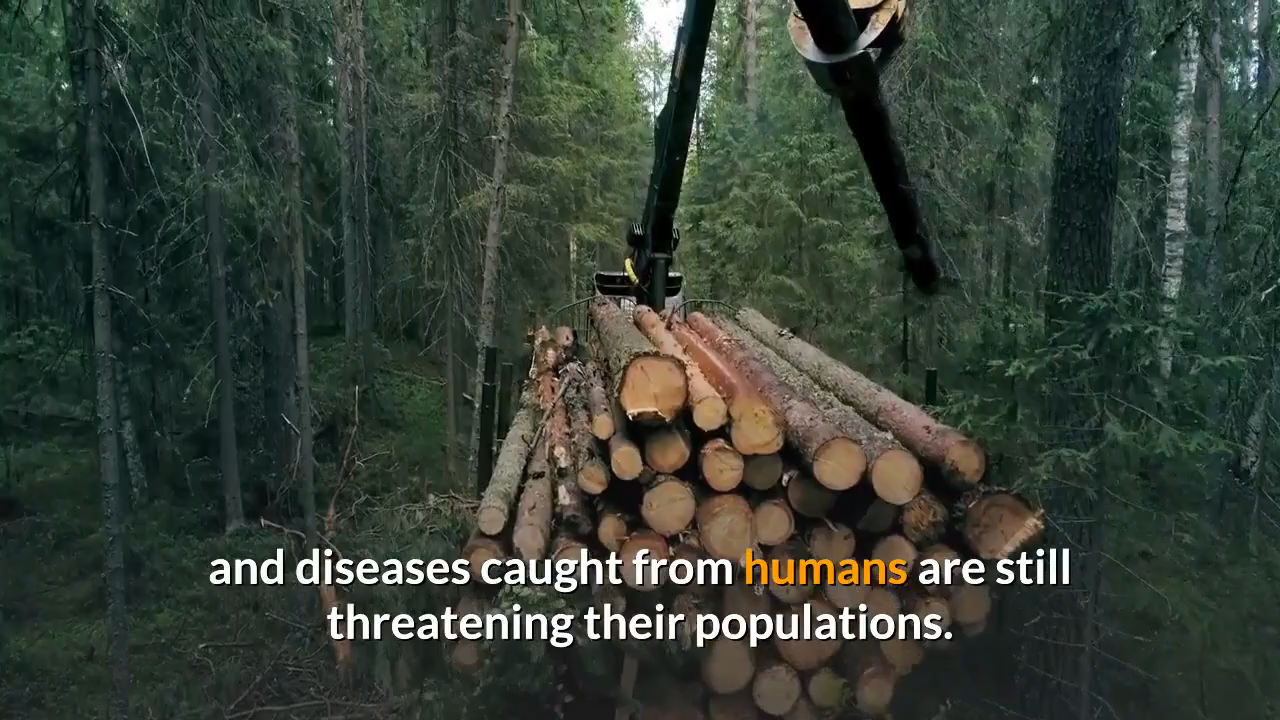 and diseases caught from humans are still
threatening their populations.